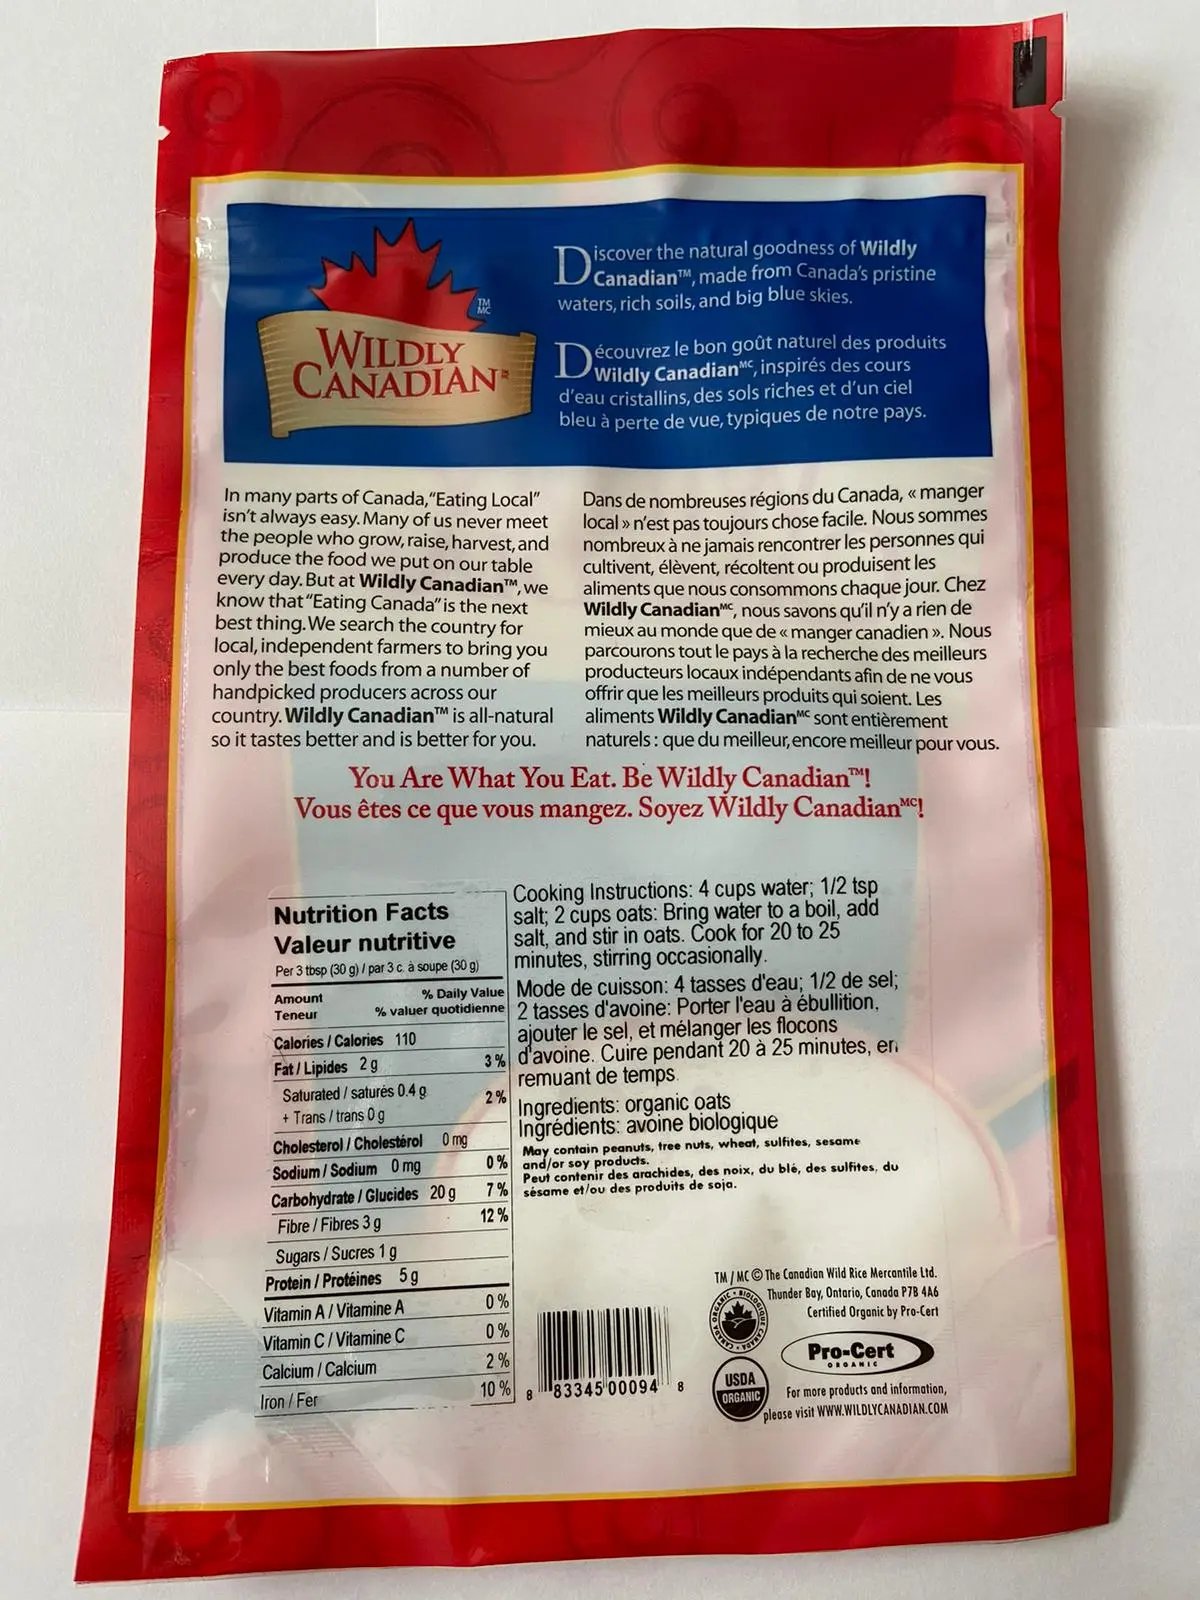 WILDLY
CANADIAN
TM
MC
Discover the natural goodness of Wildly
Canadian™, made from Canada's pristine
waters, rich soils, and big blue skies.
Découvrez le bon goût naturel des produits
Wildly Canadian MC, inspirés des cours
d'eau cristallins, des sols riches et d'un ciel
bleu à perte de vue, typiques de notre pays.
In many parts of Canada, "Eating Local"
isn't always easy. Many of us never meet
the people who grow, raise, harvest, and
produce the food we put on our table
every day. But at Wildly Canadian™, we
know that "Eating Canada" is the next
best thing. We search the country for
local, independent farmers to bring you
only the best foods from a number of
handpicked producers across our
country. Wildly Canadian™ is all-natural
so it tastes better and is better for you.
Dans de nombreuses régions du Canada, « manger
local » n'est pas toujours chose facile. Nous sommes
nombreux à ne jamais rencontrer les personnes qui
cultivent, élèvent, récoltent ou produisent les
aliments que nous consommons chaque jour. Chez
Wildly Canadian MC, nous savons qu'il n'y a rien de
mieux au monde que de « manger canadien ». Nous
parcourons tout le pays à la recherche des meilleurs
producteurs locaux indépendants afin de ne vous
offrir que les meilleurs produits qui soient. Les
aliments Wildly Canadian MC sont entièrement
naturels : que du meilleur, encore meilleur pour vous.
You Are What You Eat. Be Wildly Canadian™!
Vous êtes ce que vous mangez. Soyez Wildly Canadian MC!
Nutrition Facts
Valeur nutritive
Per 3 tbsp (30 g) / par 3 c. à soupe (30 g)
Amount % Daily Value
Teneur % valuer quotidienne
Calories / Calories 110
Fat / Lipides 2 g 3 %
Saturated / saturés 0.4 g 2 %
+ Trans / trans 0 g
Cholesterol / Cholestérol 0 mg
Sodium / Sodium 0 mg 0 %
Carbohydrate / Glucides 20 g 7 %
Fibre / Fibres 3 g 12 %
Sugars / Sucres 1 g
Protein / Protéines 5 g
Vitamin A / Vitamine A 0 %
Vitamin C / Vitamine C 0 %
Calcium / Calcium 2 %
Iron / Fer 10 %
Cooking Instructions: 4 cups water; 1/2 tsp
salt; 2 cups oats: Bring water to a boil, add
salt, and stir in oats. Cook for 20 to 25
minutes, stirring occasionally.
Mode de cuisson: 4 tasses d'eau; 1/2 de sel;
2 tasses d'avoine: Porter l'eau à ébullition,
ajouter le sel, et mélanger les flocons
d'avoine. Cuire pendant 20 à 25 minutes, en
remuant de temps.
Ingredients: organic oats
Ingrédients: avoine biologique
May contain peanuts, tree nuts, wheat, sulfites, sesame
and/or soy products.
Peut contenir des arachides, des noix, du blé, des sulfites, du
sésame et/ou des produits de soja.
8 83345 00094 8
TM / MC © The Canadian Wild Rice Mercantile Ltd.
Thunder Bay, Ontario, Canada P7B 4A6
Certified Organic by Pro-Cert
CANADA ORGANIC • BIOLOGIQUE CANADA •
Pro-Cert
ORGANIC
USDA
ORGANIC
For more products and information,
please visit WWW.WILDLYCANADIAN.COM